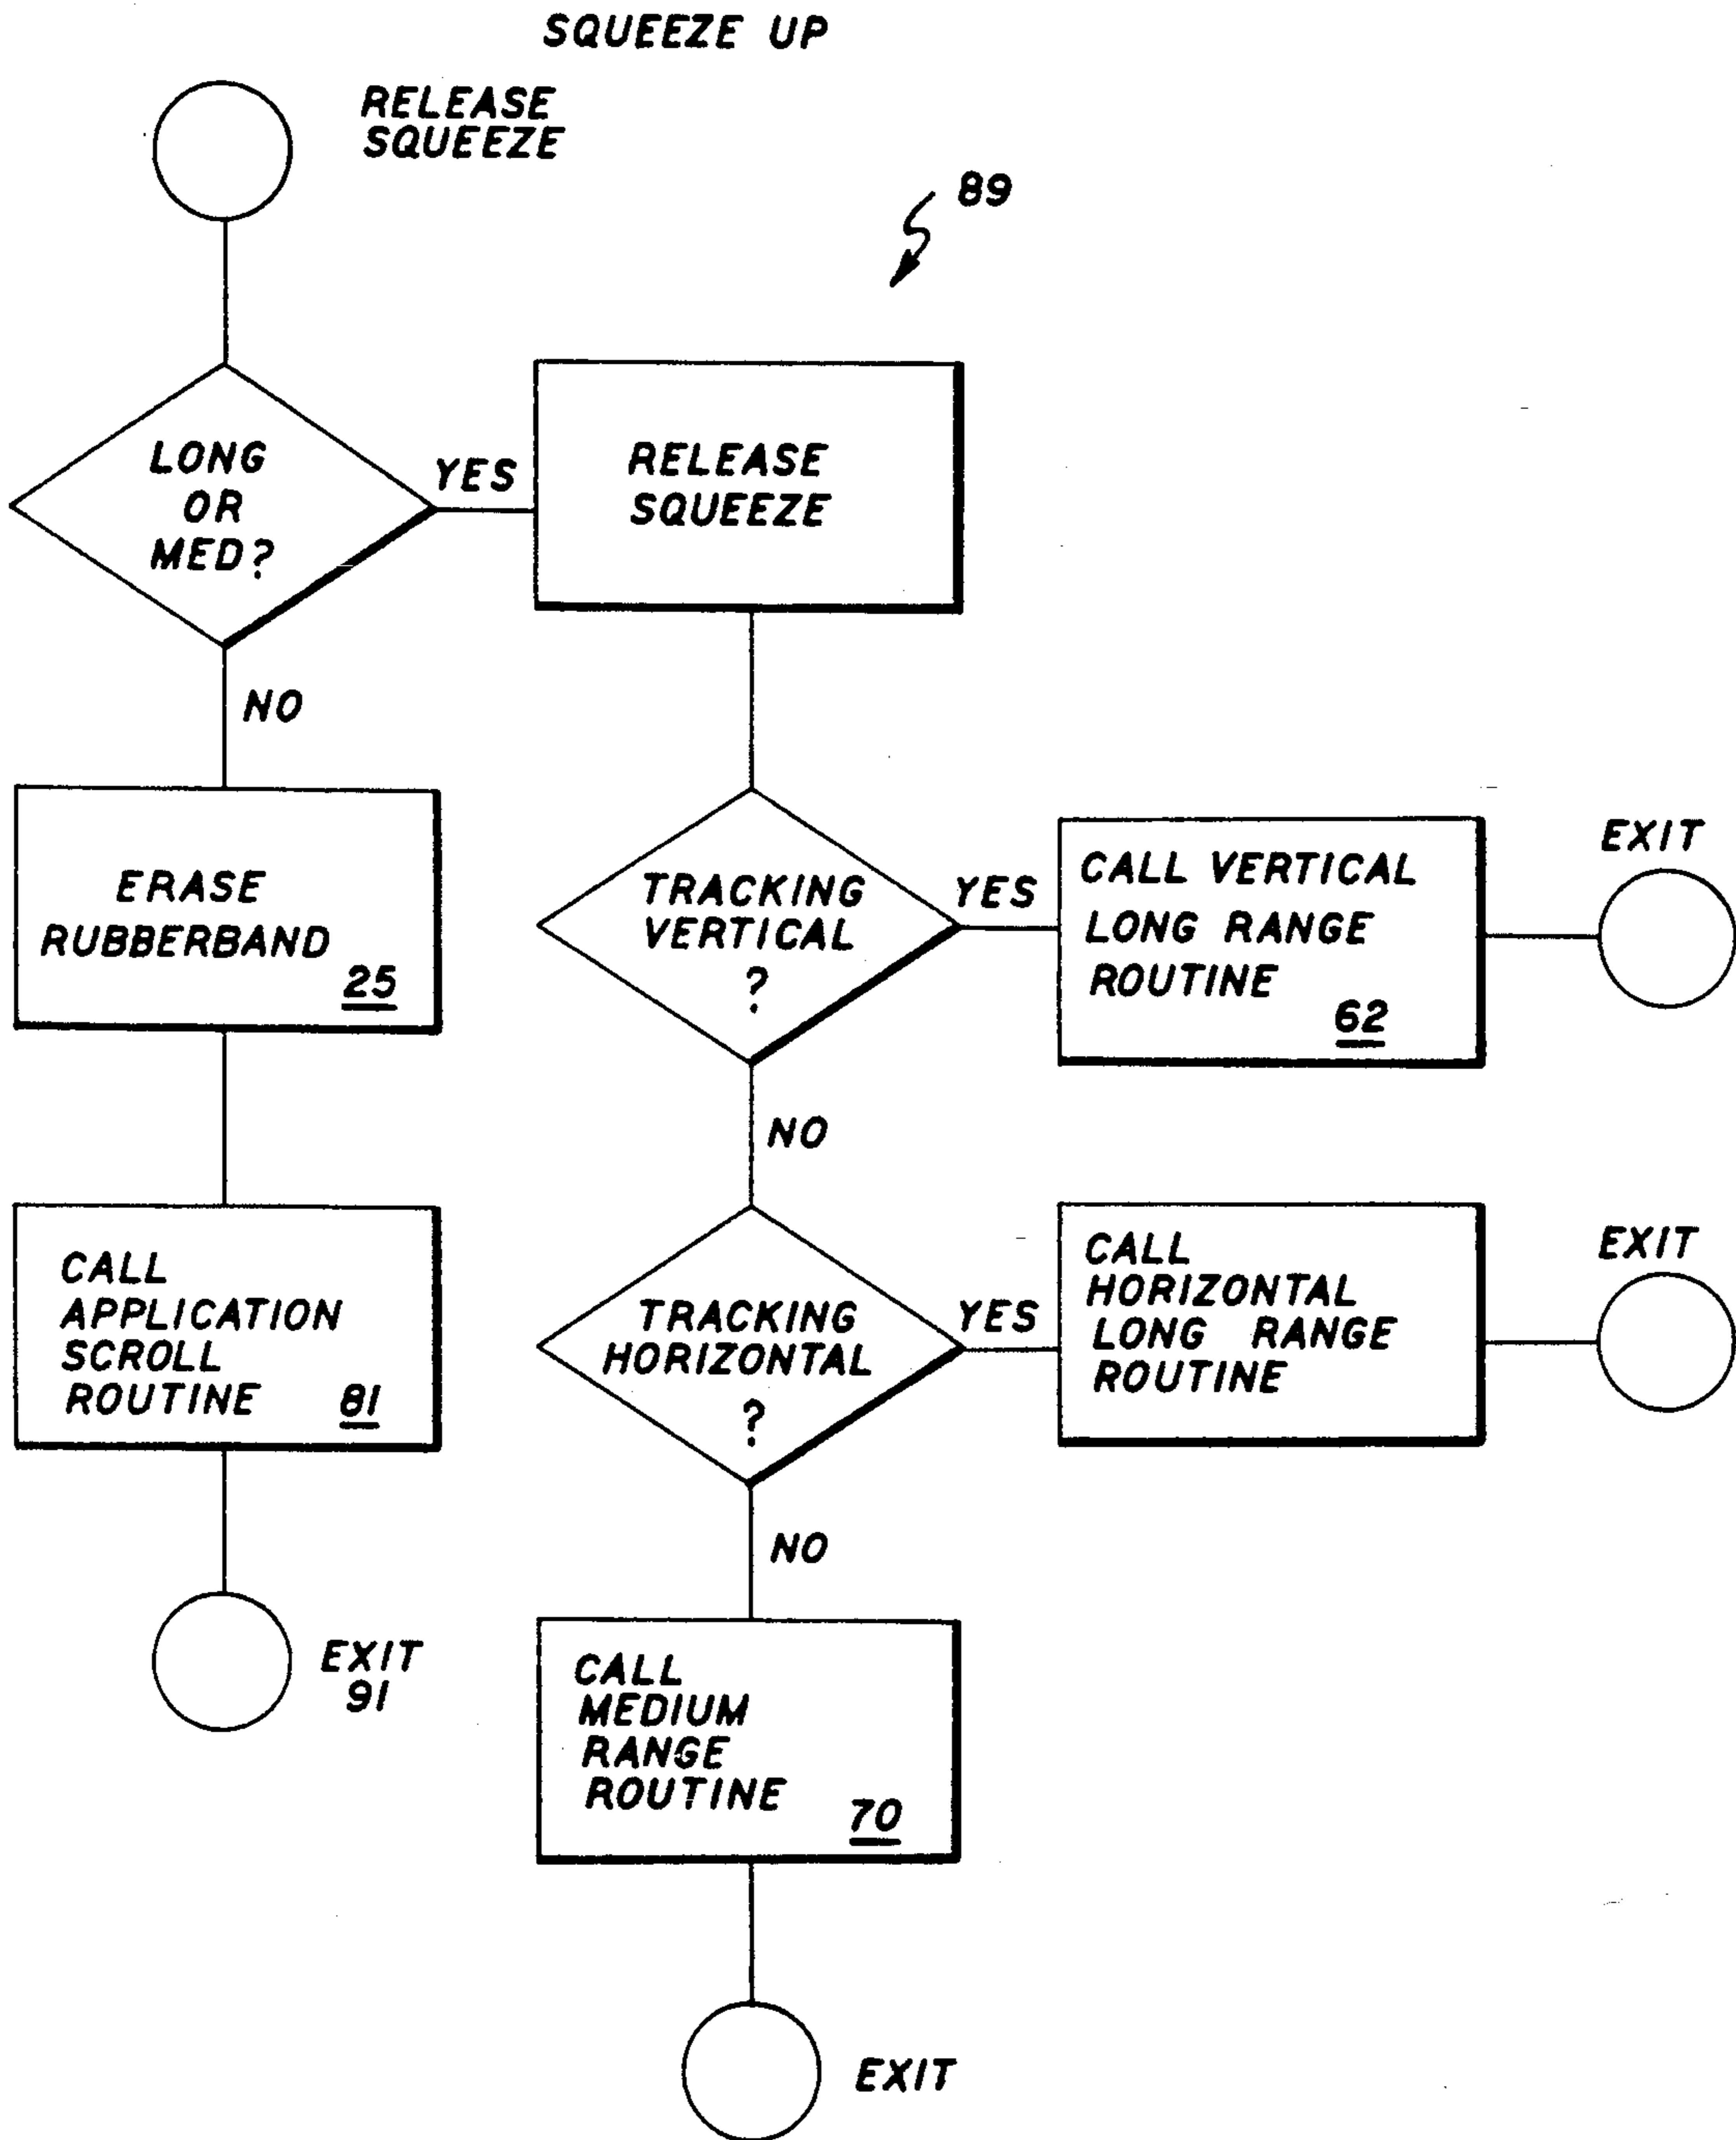 SQUEEZE UP
RELEASE
SQUEEZE
89
LONG
OR
MED?
YES
RELEASE
SQUEEZE
NO
ERASE
RUBBERBAND
25
TRACKING
VERTICAL
?
YES
CALL VERTICAL
LONG RANGE
ROUTINE
62
EXIT
NO
CALL
APPLICATION
SCROLL
ROUTINE
81
TRACKING
HORIZONTAL
?
YES
CALL
HORIZONTAL
LONG RANGE
ROUTINE
EXIT
NO
EXIT
91
CALL
MEDIUM
RANGE
ROUTINE
70
EXIT